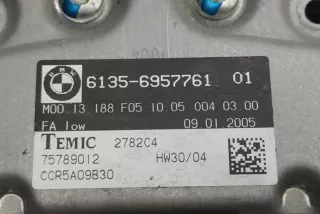 BMW
6135-6957761 01
M00 13 188 F05 10 05 004 03.00
FA low 09.01.2005
TEMIC 2782C4
75789012 HW30/04
CCR5A09B30